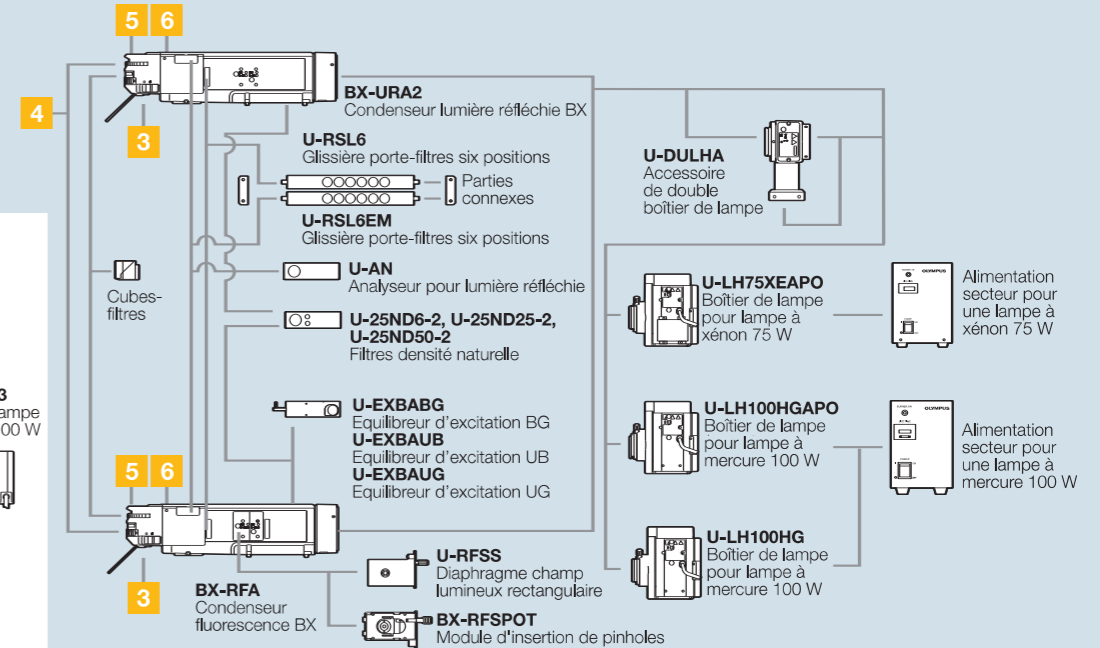 5 6
4
3
BX-URA2
Condenseur lumière réfléchie BX
U-RSL6
Glissière porte-filtres six positions
Parties
connexes
U-RSL6EM
Glissière porte-filtres six positions
U-AN
Analyseur pour lumière réfléchie
Cubes-
filtres
U-25ND6-2, U-25ND25-2,
U-25ND50-2
Filtres densité naturelle
U-EXBABG
Equilibreur d'excitation BG
U-EXBAUB
Equilibreur d'excitation UB
U-EXBAUG
Equilibreur d'excitation UG
3
ampe
00 W
5 6
3
BX-RFA
Condenseur
fluorescence BX
U-RFSS
Diaphragme champ
lumineux rectangulaire
BX-RFSPOT
Module d'insertion de pinholes
U-DULHA
Accessoire
de double
boîtier de lampe
U-LH75XEAPO
Boîtier de lampe
pour lampe à
xénon 75 W
OLYMPUS
Alimentation
secteur pour
une lampe à
xénon 75 W
U-LH100HGAPO
Boîtier de lampe
pour lampe à
mercure 100 W
OLYMPUS
Alimentation
secteur pour
une lampe à
mercure 100 W
U-LH100HG
Boîtier de lampe
pour lampe à
mercure 100 W